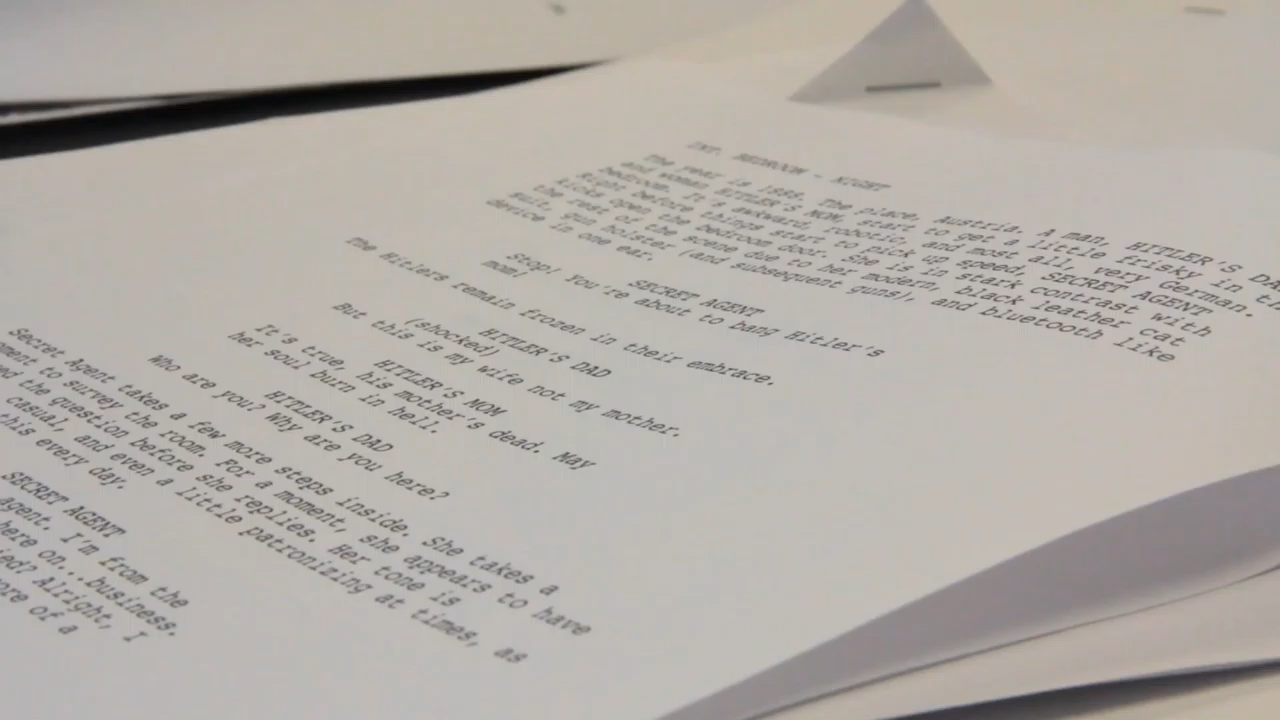 INT. BEDROOM - NIGHT
The year is 1888. The place, Austria. A man, HITLER'S DAD
and woman HITLER'S MOM, start to get a little frisky in the
bedroom. It's awkward, robotic, and most all, very German.
Right before things start to pick up speed, SECRET AGENT
kicks open the bedroom door. She is in stark contrast with
the rest of the scene due to her modern, black leather cat
suit, gun holster (and subsequent guns), and bluetooth like
device in one ear.
SECRET AGENT
Stop! You're about to bang Hitler's
mom!
The Hitlers remain frozen in their embrace.
HITLER'S DAD
(shocked)
But this is my wife not my mother.
HITLER'S MOM
It's true, his mother's dead. May
her soul burn in hell.
HITLER'S DAD
Who are you? Why are you here?
Secret Agent takes a few more steps inside. She takes a
ment to survey the room. For a moment, she appears to have
ed the question before she replies. Her tone is
casual, and even a little patronizing at times, as
this every day.
SECRET AGENT
agent. I'm from the
here on...business.
ied? Alright, I
ore of a